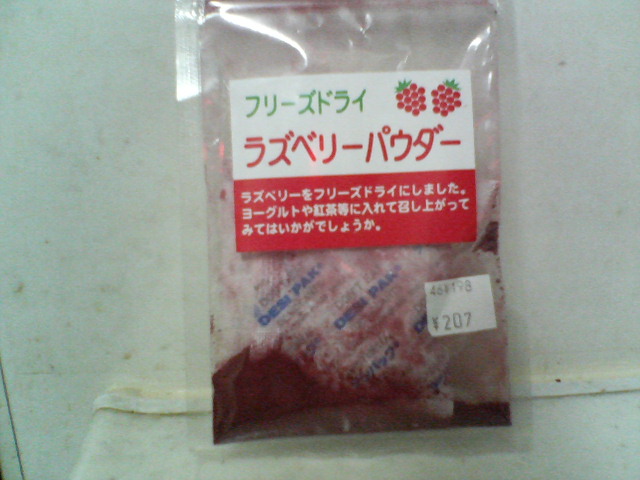 フリーズドライ
ラズベリーパウダー
ラズベリーをフリーズドライにしました。
ヨーグルトや紅茶等に入れて召し上がって
みてはいかがでしょうか。
DESI PAK
DESI PAK
¥207